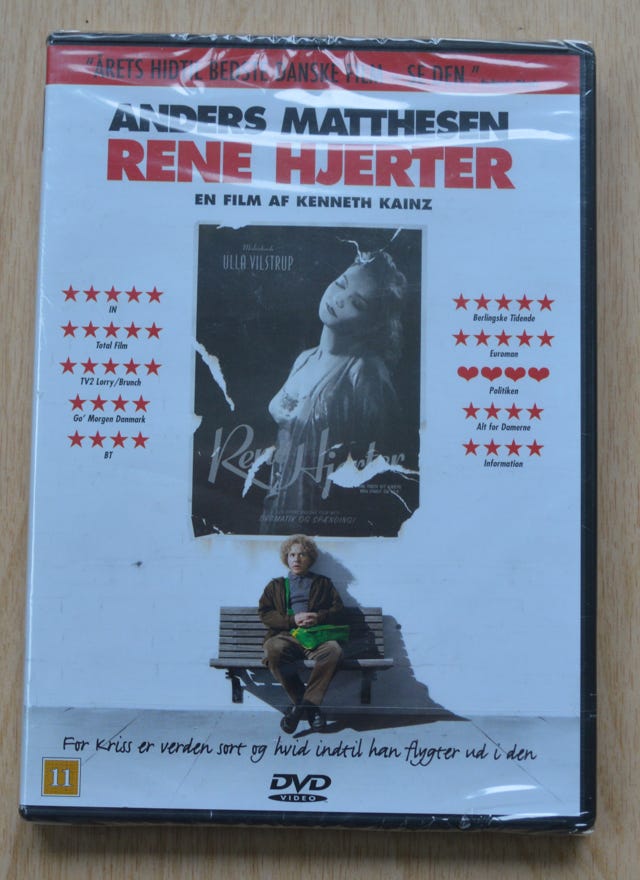 "ÅRETS HIDTIL BEDSTE DANSKE FILM - SE DEN."
ANDERS MATTHESEN
RENE HJERTER
EN FILM AF KENNETH KAINZ
Medvirkende
ULLA VILSTRUP
Rene Hjerter
DRAMATIK OG SPÆNDING!
IN
Total Film
TV2 Lorry/Brunch
Go' Morgen Danmark
BT
Berlingske Tidende
Euroman
Politiken
Alt for Damerne
Information
For Kriss er verden sort og hvid indtil han flygter ud i den
11
DVD
VIDEO